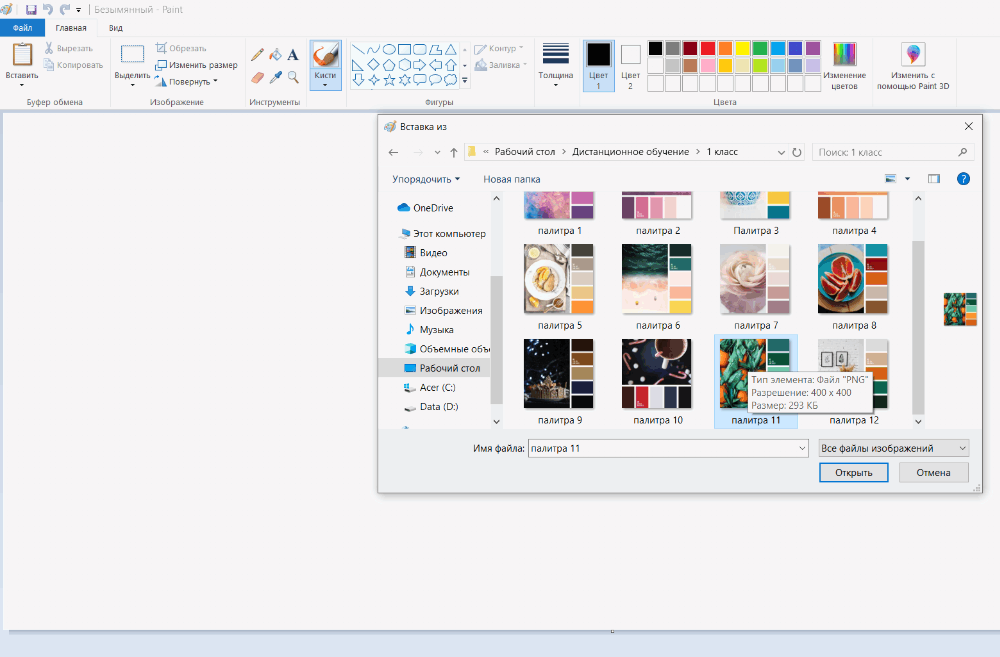 Безымянный - Paint
Файл
Главная
Вид
Вставить
Вырезать
Копировать
Буфер обмена
Выделить
Обрезать
Изменить размер
Повернуть
Изображение
A
Инструменты
Кисти
Контур
Заливка
Фигуры
Толщина
Цвет
1
Цвет
2
Изменение
цветов
Цвета
Изменить с
помощью Paint 3D
Вставка из
« Рабочий стол > Дистанционное обучение > 1 класс
Поиск: 1 класс
Упорядочить
Новая папка
?
OneDrive
Этот компьютер
Видео
Документы
Загрузки
Изображения
Музыка
Объемные объ
Рабочий стол
Acer (C:)
Data (D:)
палитра 1
палитра 2
Палитра 3
палитра 4
палитра 5
палитра 6
палитра 7
палитра 8
палитра 9
палитра 10
палитра 11
палитра 12
Тип элемента: Файл "PNG"
Разрешение: 400 x 400
Размер: 293 КБ
Имя файла:
палитра 11
Все файлы изображений
Открыть
Отмена